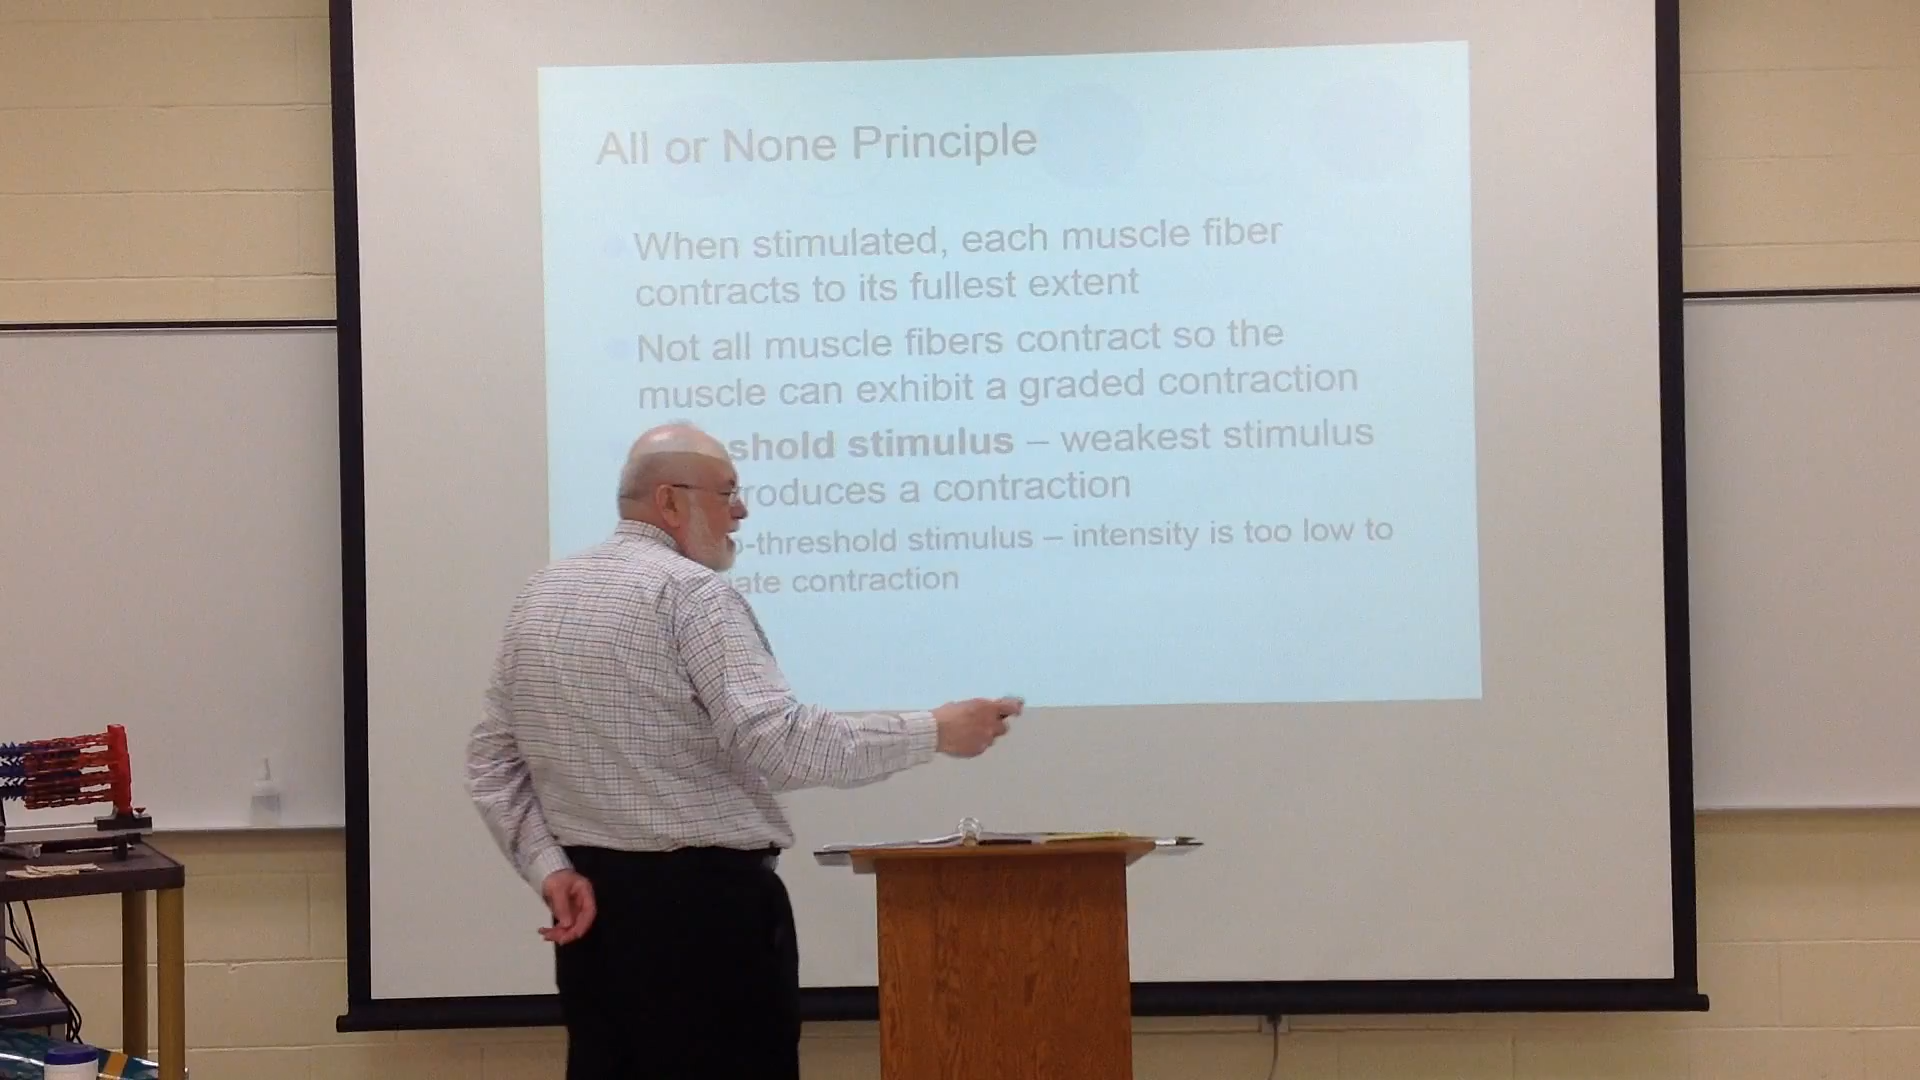 All or None Principle
When stimulated, each muscle fiber
contracts to its fullest extent
Not all muscle fibers contract so the
muscle can exhibit a graded contraction
shold stimulus – weakest stimulus
roduces a contraction
-threshold stimulus – intensity is too low to
iate contraction